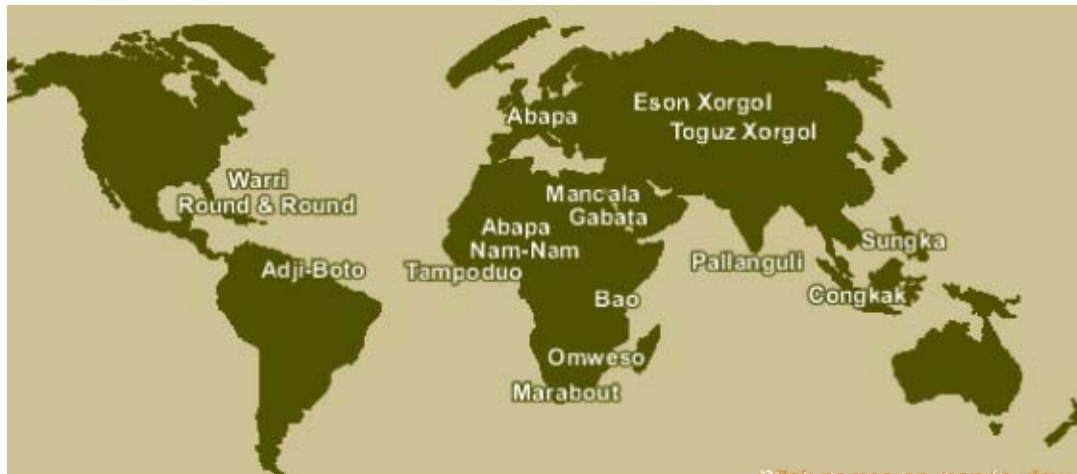 Abapa
Eson Xorgol
Toguz Xorgol
Warri
Round & Round
Mancala
Gabata
Abapa
Nam-Nam
Tampoduo
Adji-Boto
Pallanguli
Sungka
Congkak
Bao
Omweso
Marabout